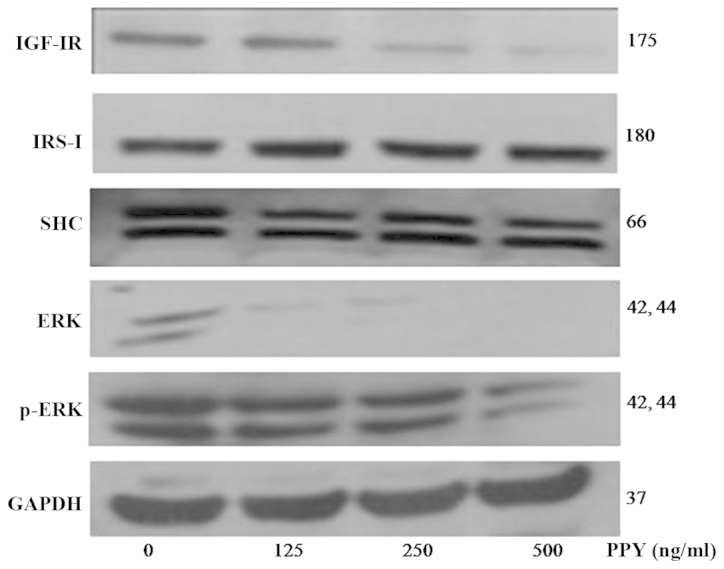 IGF-IR 175
IRS-I 180
SHC 66
ERK 42, 44
p-ERK 42, 44
GAPDH 37
0 125 250 500 PPY (ng/ml)